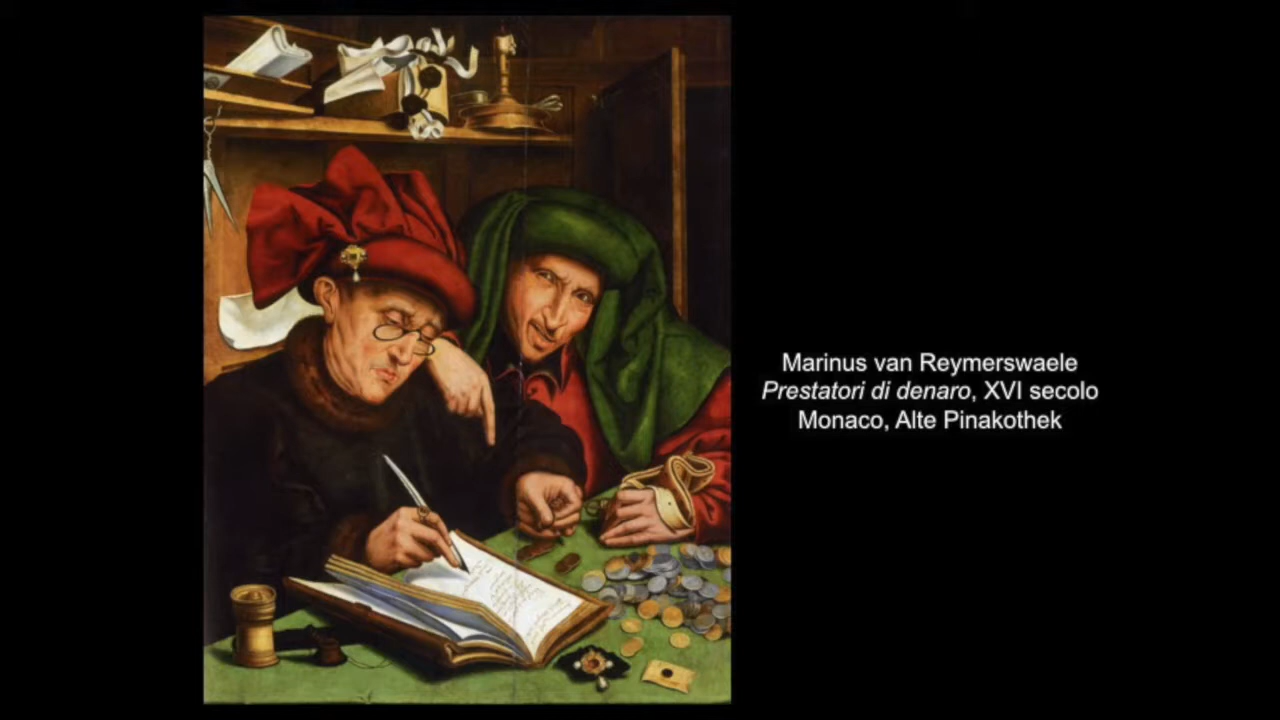 Marinus van Reymerswaele
Prestatori di denaro, XVI secolo
Monaco, Alte Pinakothek